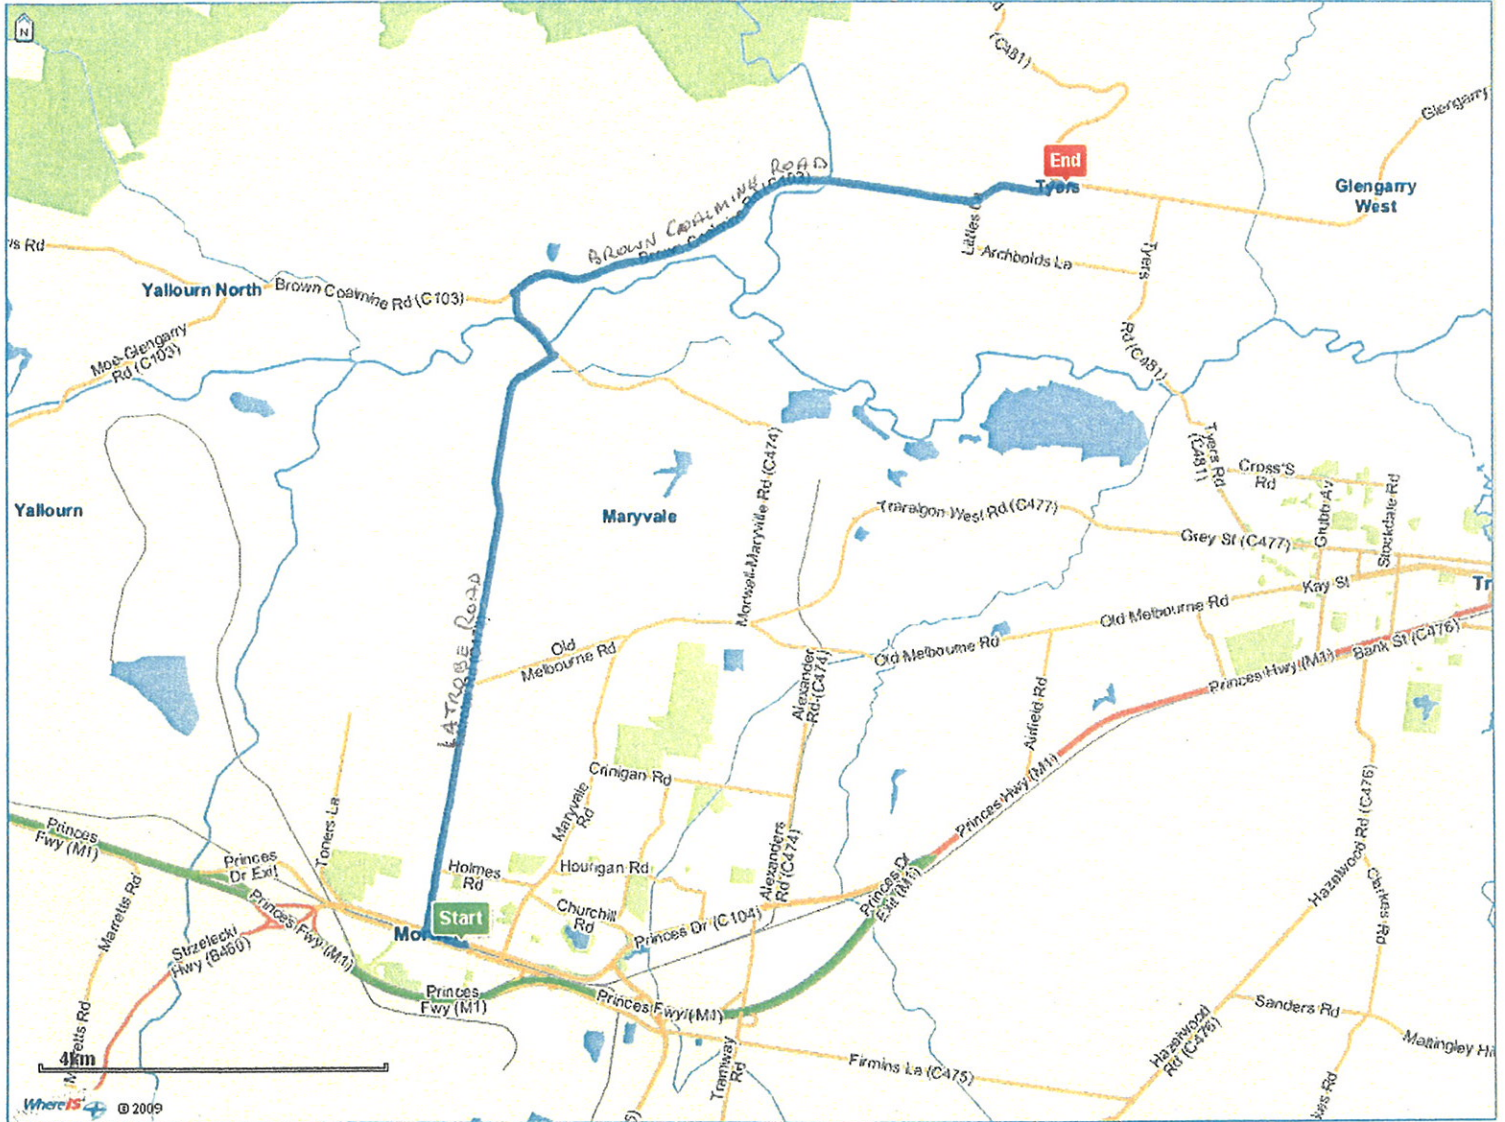 N
(C481)
Glengarry
BROWN COALMINE ROAD
End
Tyers
Glengarry
West
Littles
Archbolds La
Tyers
Rd (C481)
Yallourn North
Brown Coalmine Rd (C103)
Moe-Glengarry
Rd (C103)
Tyers Rd
(C481)
Cross'S
Rd
Grubb Av
Stockdale Rd
Yallourn
Maryvale
Morwell-Maryville Rd (C474)
Traralgon West Rd (C477)
Grey St (C477)
Kay St
Tr
LATROBE ROAD
Old
Melbourne Rd
Old Melbourne Rd
Old Melbourne Rd
Bank St (C476)
Princes Hwy (M1)
Alexander
Rd (C474)
Airfield Rd
Crinigan Rd
Princes Hwy (M1)
Maryvale
Rd
Toners La
Princes
Fwy (M1)
Princes
Dr Exit
Holmes
Rd
Hourigan Rd
Alexanders
Rd (C474)
Princes Dr
Exit (M1)
Hazelwood Rd (C476)
Clarkes Rd
Marretts Rd
Princes Fwy (M1)
Strzelecki
Hwy (B460)
Start
Mor
Churchill
Rd
Princes Dr (C104)
Princes
Fwy (M1)
Princes Fwy (M1)
Sanders Rd
Mattingley Hi
Hazelwood
Rd (C476)
Firmins La (C475)
Tramway
Rd
4km
WhereiS
© 2009